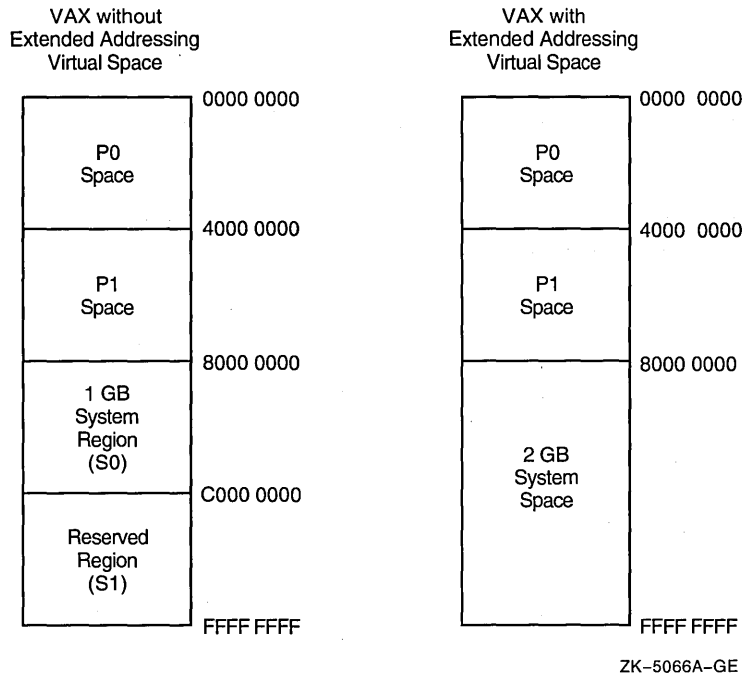 VAX without
Extended Addressing
Virtual Space
0000 0000
P0
Space
4000 0000
P1
Space
8000 0000
1 GB
System
Region
(S0)
C000 0000
Reserved
Region
(S1)
FFFF FFFF
VAX with
Extended Addressing
Virtual Space
0000 0000
P0
Space
4000 0000
P1
Space
8000 0000
2 GB
System
Space
FFFF FFFF
ZK-5066A-GE